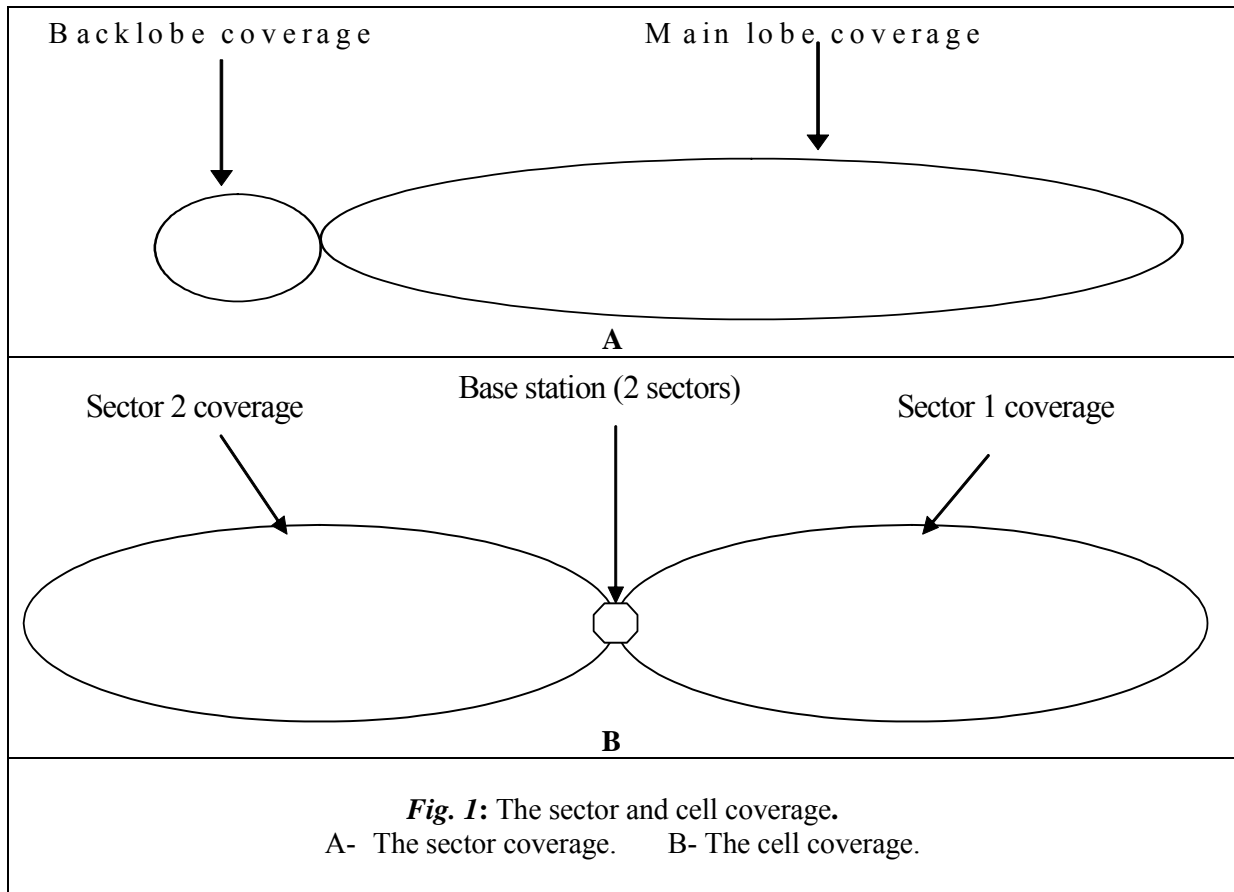 Backlobe coverage
Main lobe coverage
A
Base station (2 sectors)
Sector 2 coverage
Sector 1 coverage
B
Fig. 1: The sector and cell coverage.
A- The sector coverage. B- The cell coverage.